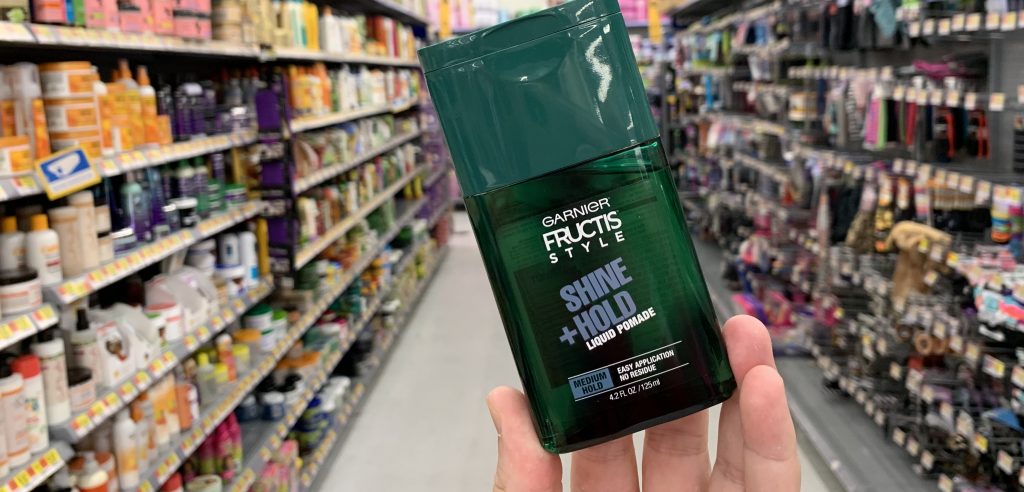 GARNIER
FRUCTIS
STYLE
SHINE
+HOLD
LIQUID POMADE
MEDIUM
HOLD
EASY APPLICATION
NO RESIDUE
4.2 FL OZ / 125 ml